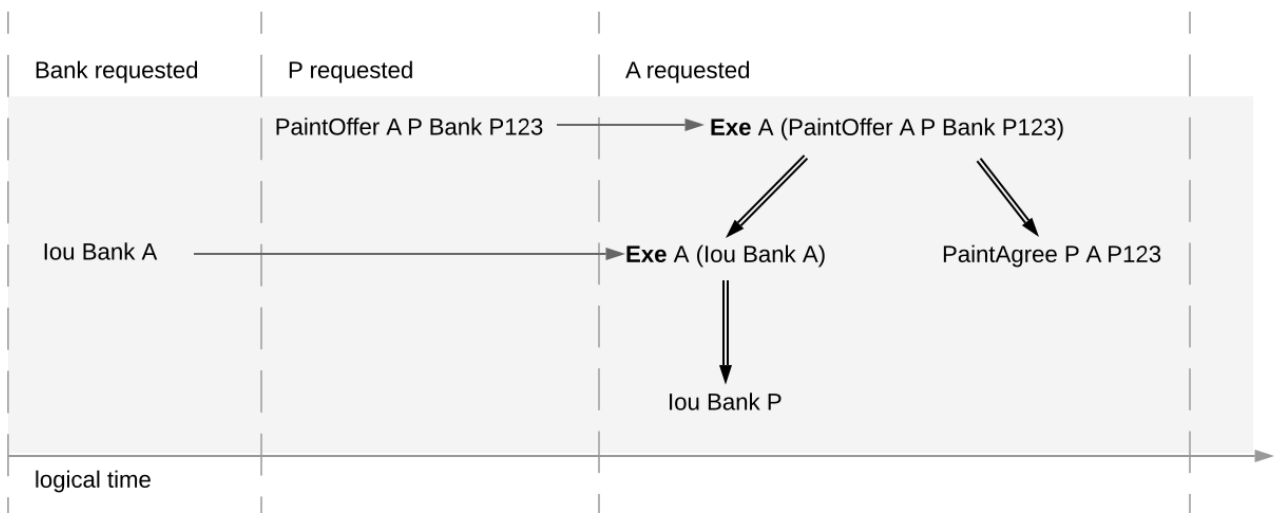 Bank requested
P requested
A requested
PaintOffer A P Bank P123
Exe A (PaintOffer A P Bank P123)
Iou Bank A
Exe A (Iou Bank A)
PaintAgree P A P123
Iou Bank P
logical time